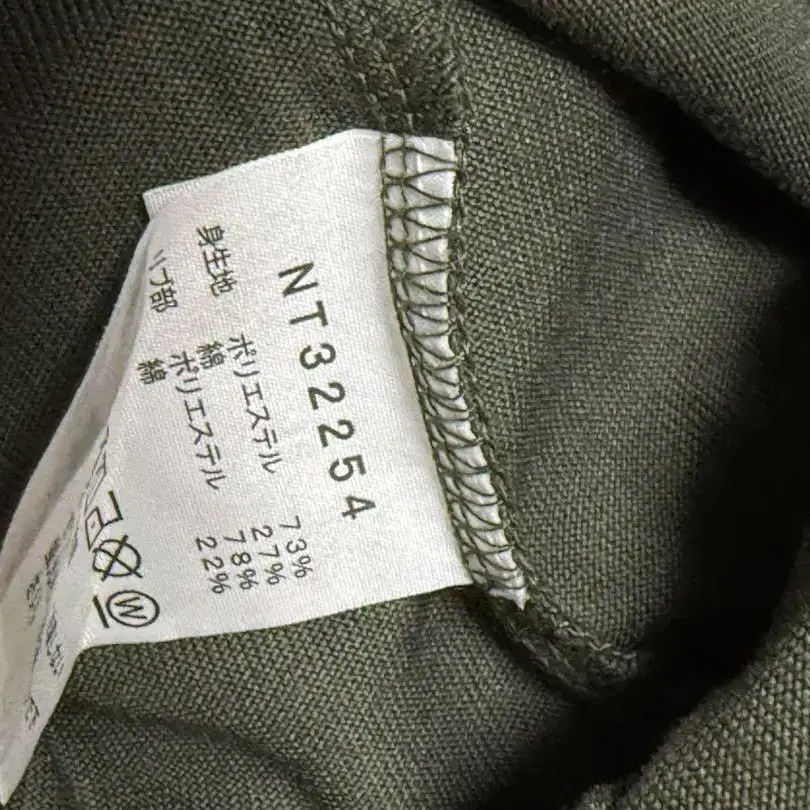 NT32254
身生地 ポリエステル 73%
綿 27%
リブ部 ポリエステル 78%
綿 22%
W